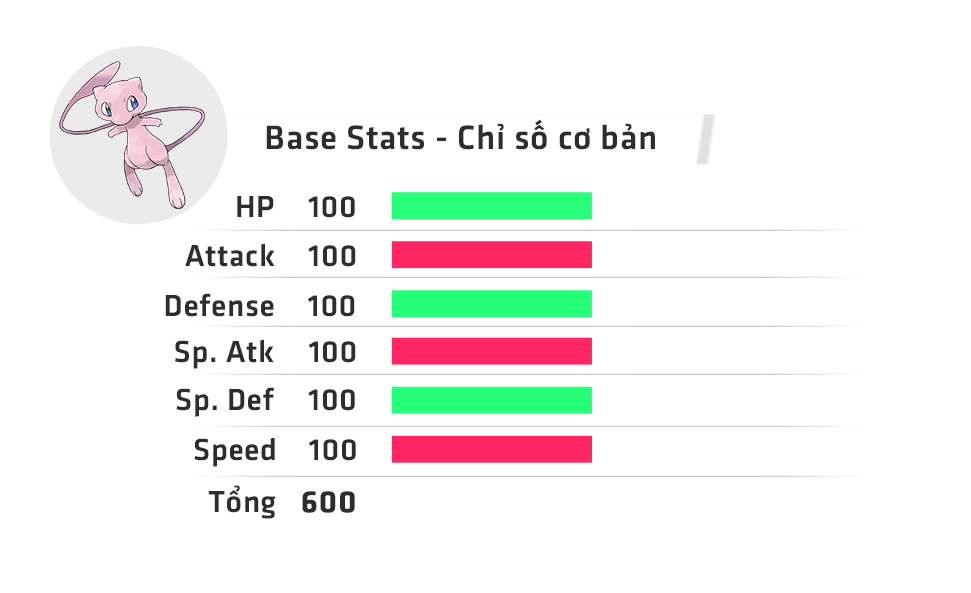 Base Stats - Chỉ số cơ bản
HP 100
Attack 100
Defense 100
Sp. Atk 100
Sp. Def 100
Speed 100
Tổng 600